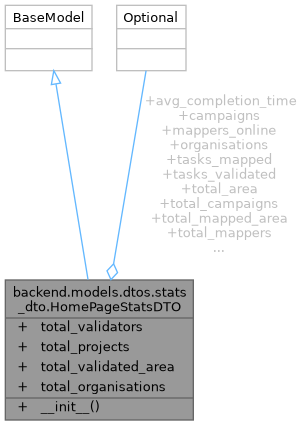 BaseModel
Optional
+avg_completion_time
+campaigns
+mappers_online
+organisations
+tasks_mapped
+tasks_validated
+total_area
+total_campaigns
+total_mapped_area
+total_mappers
...
backend.models.dtos.stats
_dto.HomePageStatsDTO
+ total_validators
+ total_projects
+ total_validated_area
+ total_organisations
+ __init__()